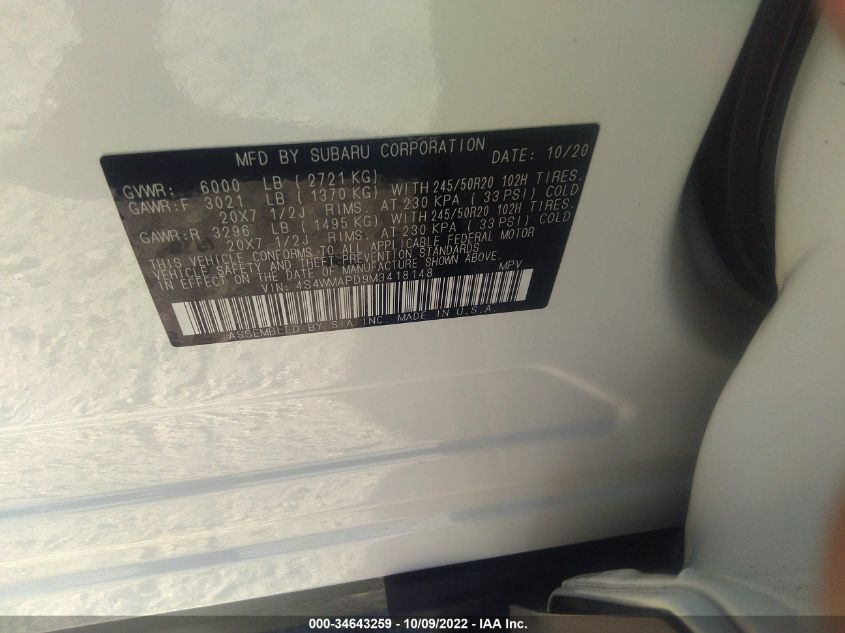 MFD BY SUBARU CORPORATION DATE: 10/20
GVWR: 6000 LB ( 2721 KG)
GAWR:F 3021 LB ( 1370 KG) WITH 245/50R20 102H TIRES.
20X7 1/2J RIMS. AT 230 KPA ( 33 PSI) COLD
GAWR:R 3296 LB ( 1495 KG) WITH 245/50R20 102H TIRES.
20X7 1/2J RIMS. AT 230 KPA ( 33 PSI) COLD
THIS VEHICLE CONFORMS TO ALL APPLICABLE FEDERAL MOTOR
VEHICLE SAFETY AND THEFT PREVENTION STANDARDS
IN EFFECT ON THE DATE OF MANUFACTURE SHOWN ABOVE.
VIN: 4S4WMAPD9M3418148 MPV
ASSEMBLED BY S.I.A. INC. MADE IN U.S.A.
000-34643259 - 10/09/2022 - IAA Inc.